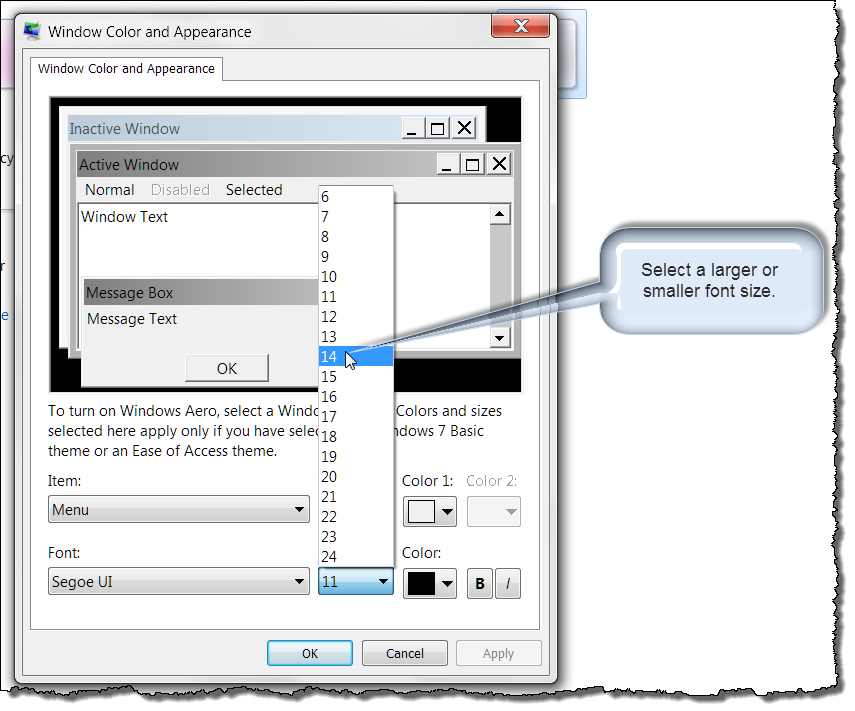 Window Color and Appearance
Window Color and Appearance
Inactive Window
Active Window
Normal Disabled Selected
Window Text
Message Box
Message Text
OK
6
7
8
9
10
11
12
13
14
15
16
17
18
19
20
21
22
23
24
Select a larger or
smaller font size.
To turn on Windows Aero, select a Windo Colors and sizes
selected here apply only if you have selec ndows 7 Basic
theme or an Ease of Access theme.
Item: Color 1: Color 2:
Menu
Font: Color:
Segoe UI 11 B I
OK Cancel Apply
cy
r
e